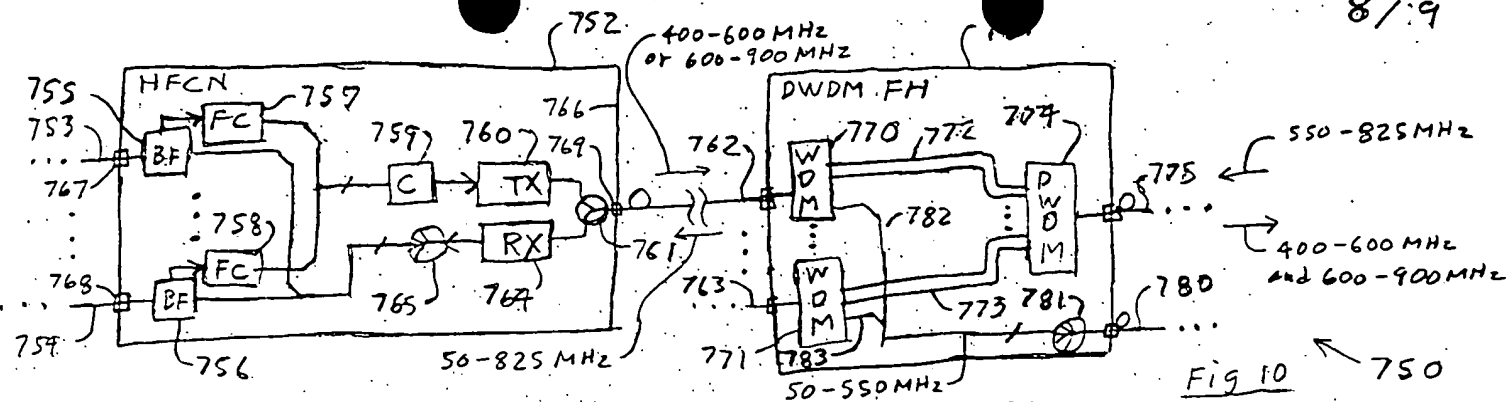 8/9
752
400-600 MHz
or 600-900 MHz
HFCN
DWDM FH
755
757
766
770
774
753
FC
759
760
769
762
772
550-825 MHz
BF
W
D
M
767
C
TX
D
W
D
M
775
758
782
FC
RX
761
400-600 MHz
and 600-900 MHz
768
763
W
D
M
BF
765
764
773
781
780
754
756
50-825 MHz
771
783
50-550 MHz
Fig 10
750